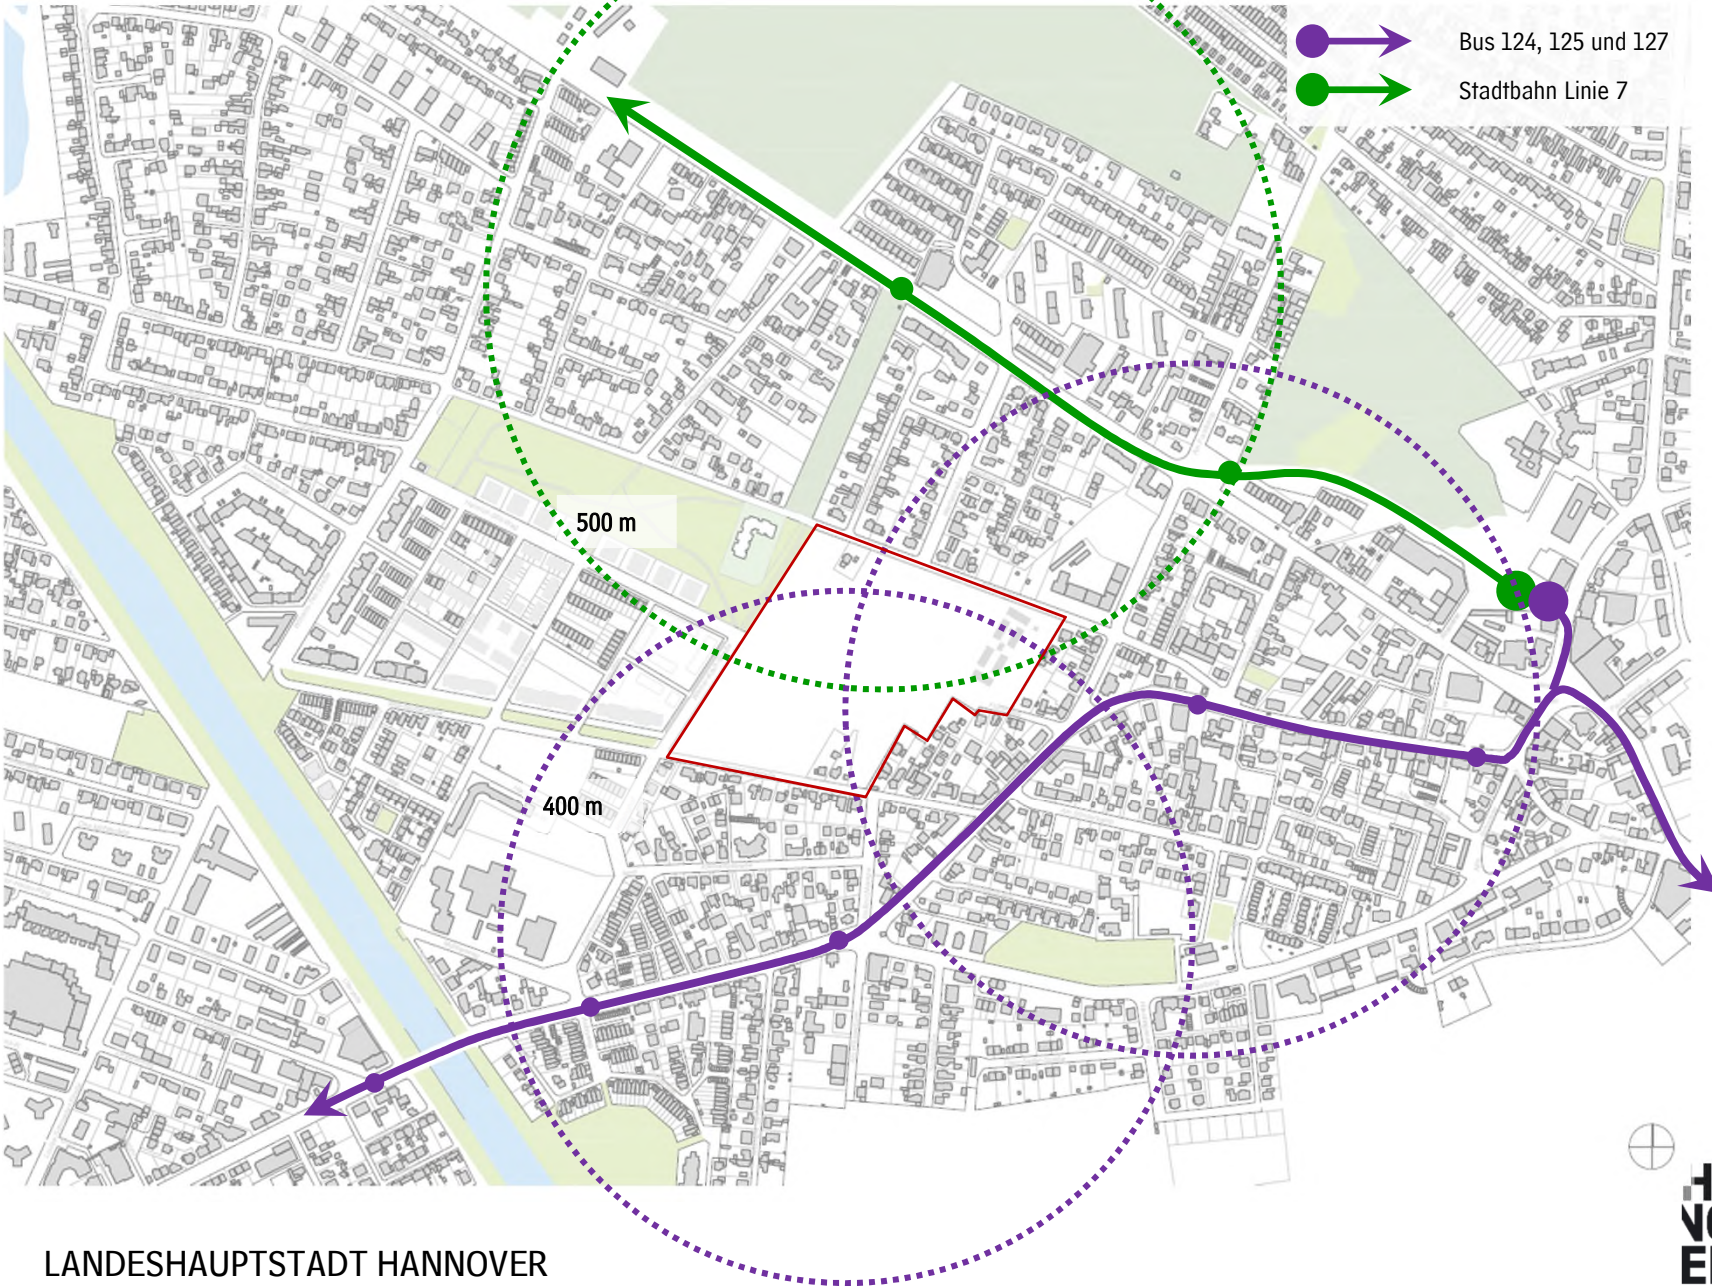 Bus 124, 125 und 127
Stadtbahn Linie 7
500 m
400 m
LANDESHAUPTSTADT HANNOVER